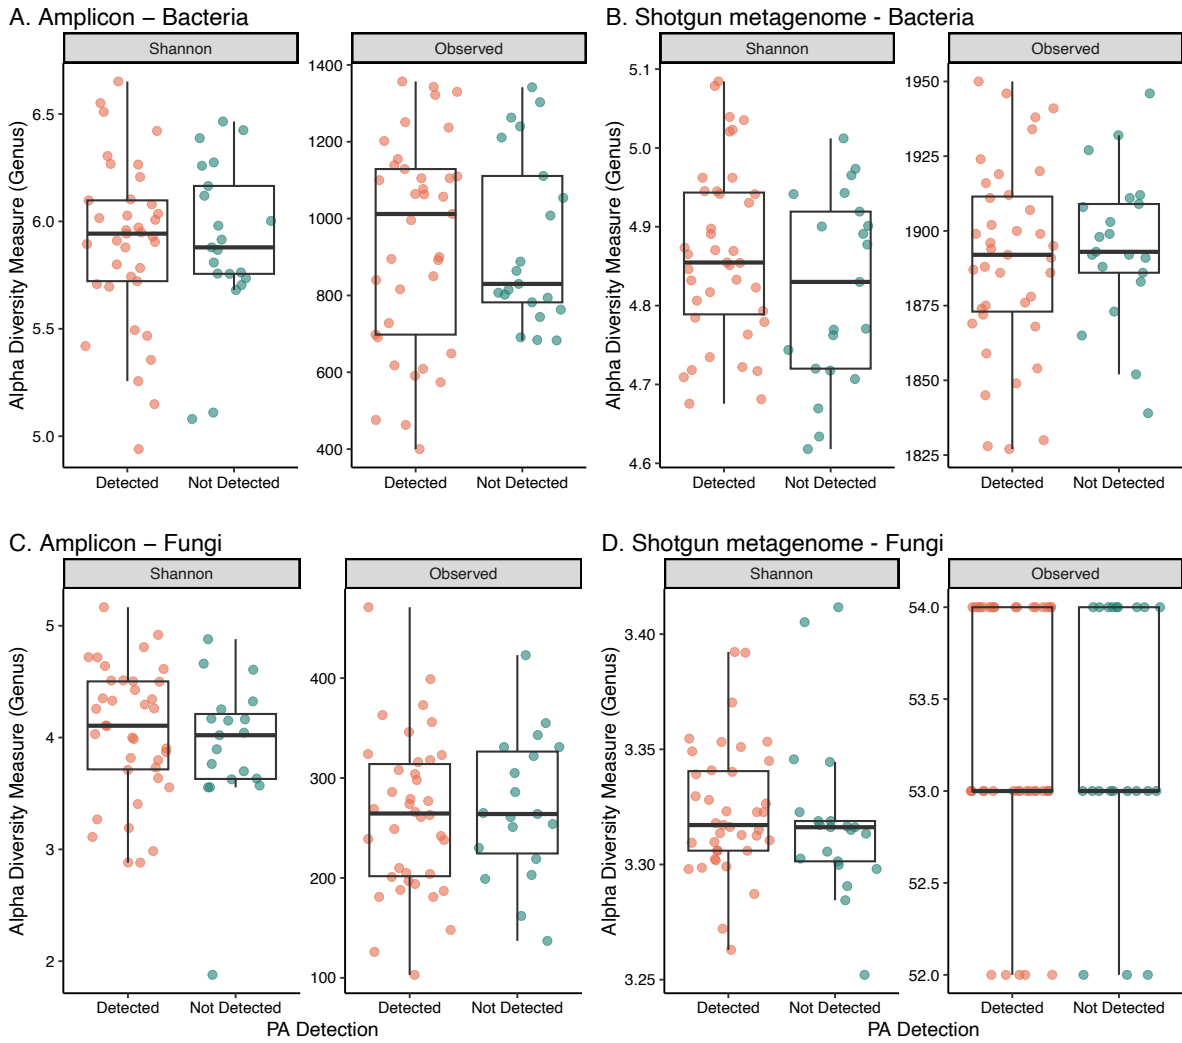 A. Amplicon – Bacteria
Shannon
Observed
Alpha Diversity Measure (Genus)
6.5
6.0
5.5
5.0
1400
1200
1000
800
600
400
Detected
Not Detected
Detected
Not Detected
B. Shotgun metagenome - Bacteria
Shannon
Observed
Alpha Diversity Measure (Genus)
5.1
5.0
4.9
4.8
4.7
4.6
1950
1925
1900
1875
1850
1825
Detected
Not Detected
Detected
Not Detected
C. Amplicon – Fungi
Shannon
Observed
Alpha Diversity Measure (Genus)
5
4
3
2
400
300
200
100
Detected
Not Detected
Detected
Not Detected
PA Detection
D. Shotgun metagenome - Fungi
Shannon
Observed
Alpha Diversity Measure (Genus)
3.40
3.35
3.30
3.25
54.0
53.5
53.0
52.5
52.0
Detected
Not Detected
Detected
Not Detected
PA Detection